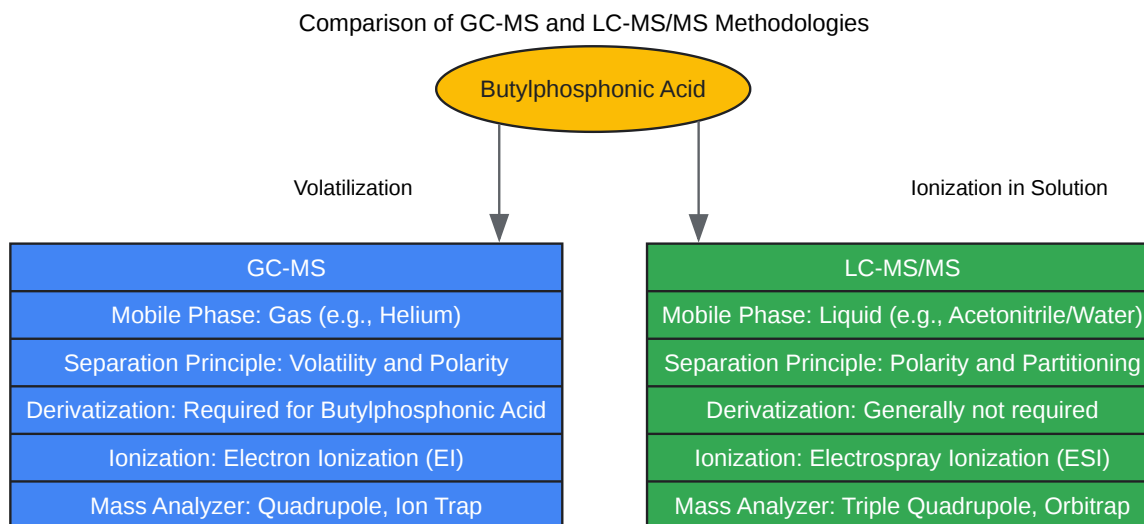 Comparison of GC-MS and LC-MS/MS Methodologies
Butylphosphonic Acid
Volatilization
Ionization in Solution
GC-MS
Mobile Phase: Gas (e.g., Helium)
Separation Principle: Volatility and Polarity
Derivatization: Required for Butylphosphonic Acid
Ionization: Electron Ionization (EI)
Mass Analyzer: Quadrupole, Ion Trap
LC-MS/MS
Mobile Phase: Liquid (e.g., Acetonitrile/Water)
Separation Principle: Polarity and Partitioning
Derivatization: Generally not required
Ionization: Electrospray Ionization (ESI)
Mass Analyzer: Triple Quadrupole, Orbitrap